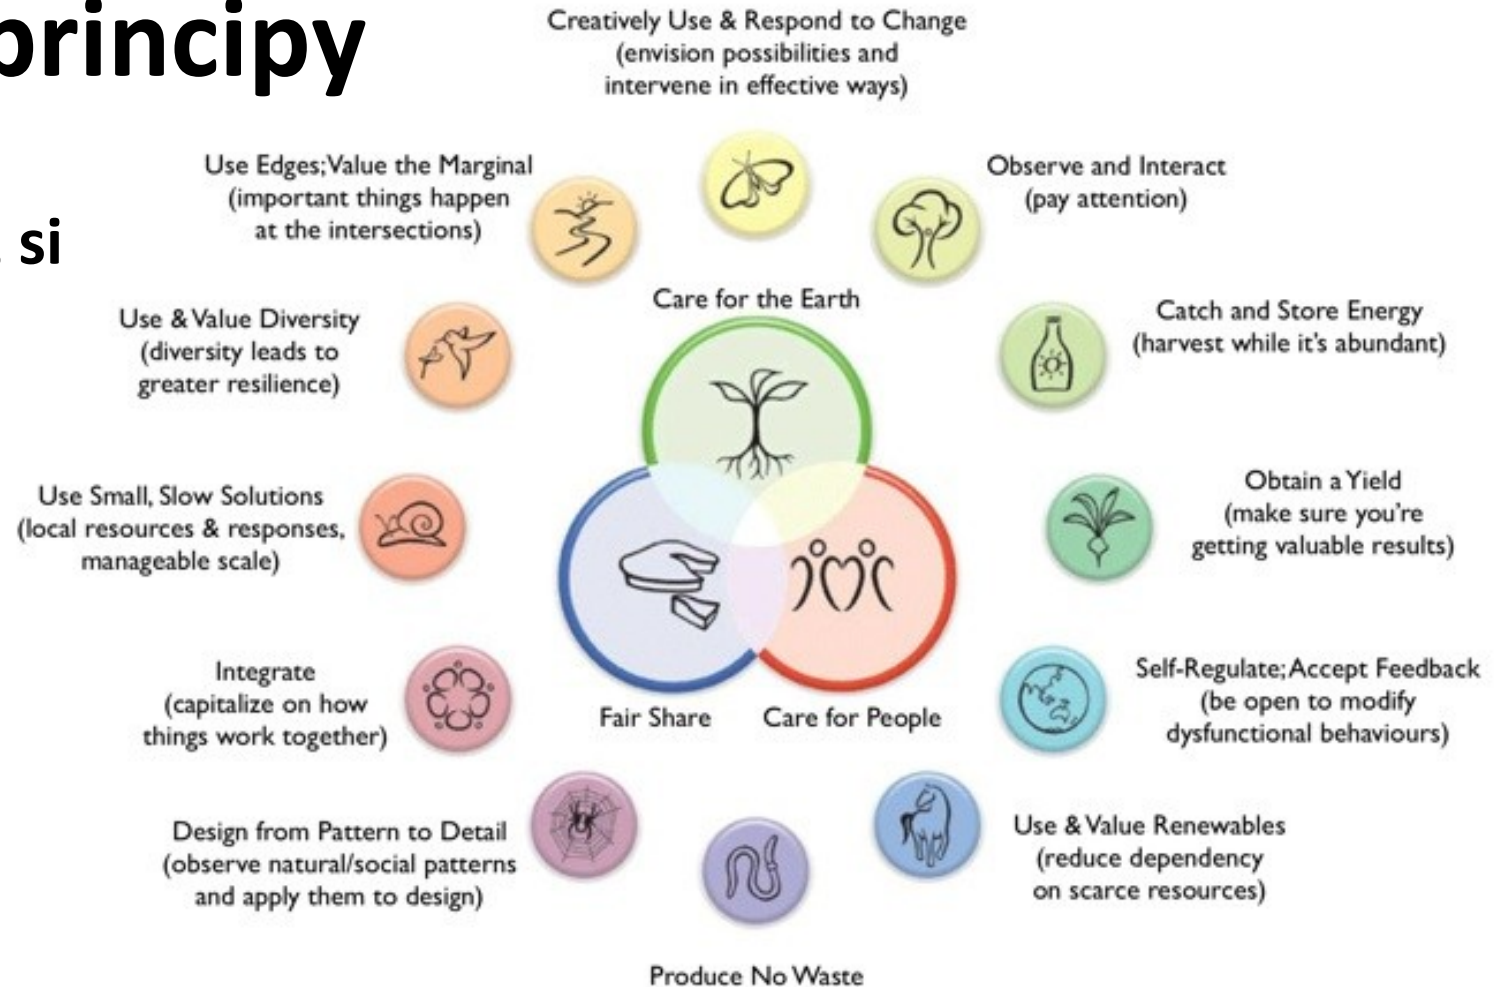 principy
si
Creatively Use & Respond to Change
(envision possibilities and
intervene in effective ways)
Use Edges; Value the Marginal
(important things happen
at the intersections)
Observe and Interact
(pay attention)
Use & Value Diversity
(diversity leads to
greater resilience)
Care for the Earth
Catch and Store Energy
(harvest while it's abundant)
Use Small, Slow Solutions
(local resources & responses,
manageable scale)
Obtain a Yield
(make sure you're
getting valuable results)
Integrate
(capitalize on how
things work together)
Fair Share
Care for People
Self-Regulate; Accept Feedback
(be open to modify
dysfunctional behaviours)
Design from Pattern to Detail
(observe natural/social patterns
and apply them to design)
Use & Value Renewables
(reduce dependency
on scarce resources)
Produce No Waste